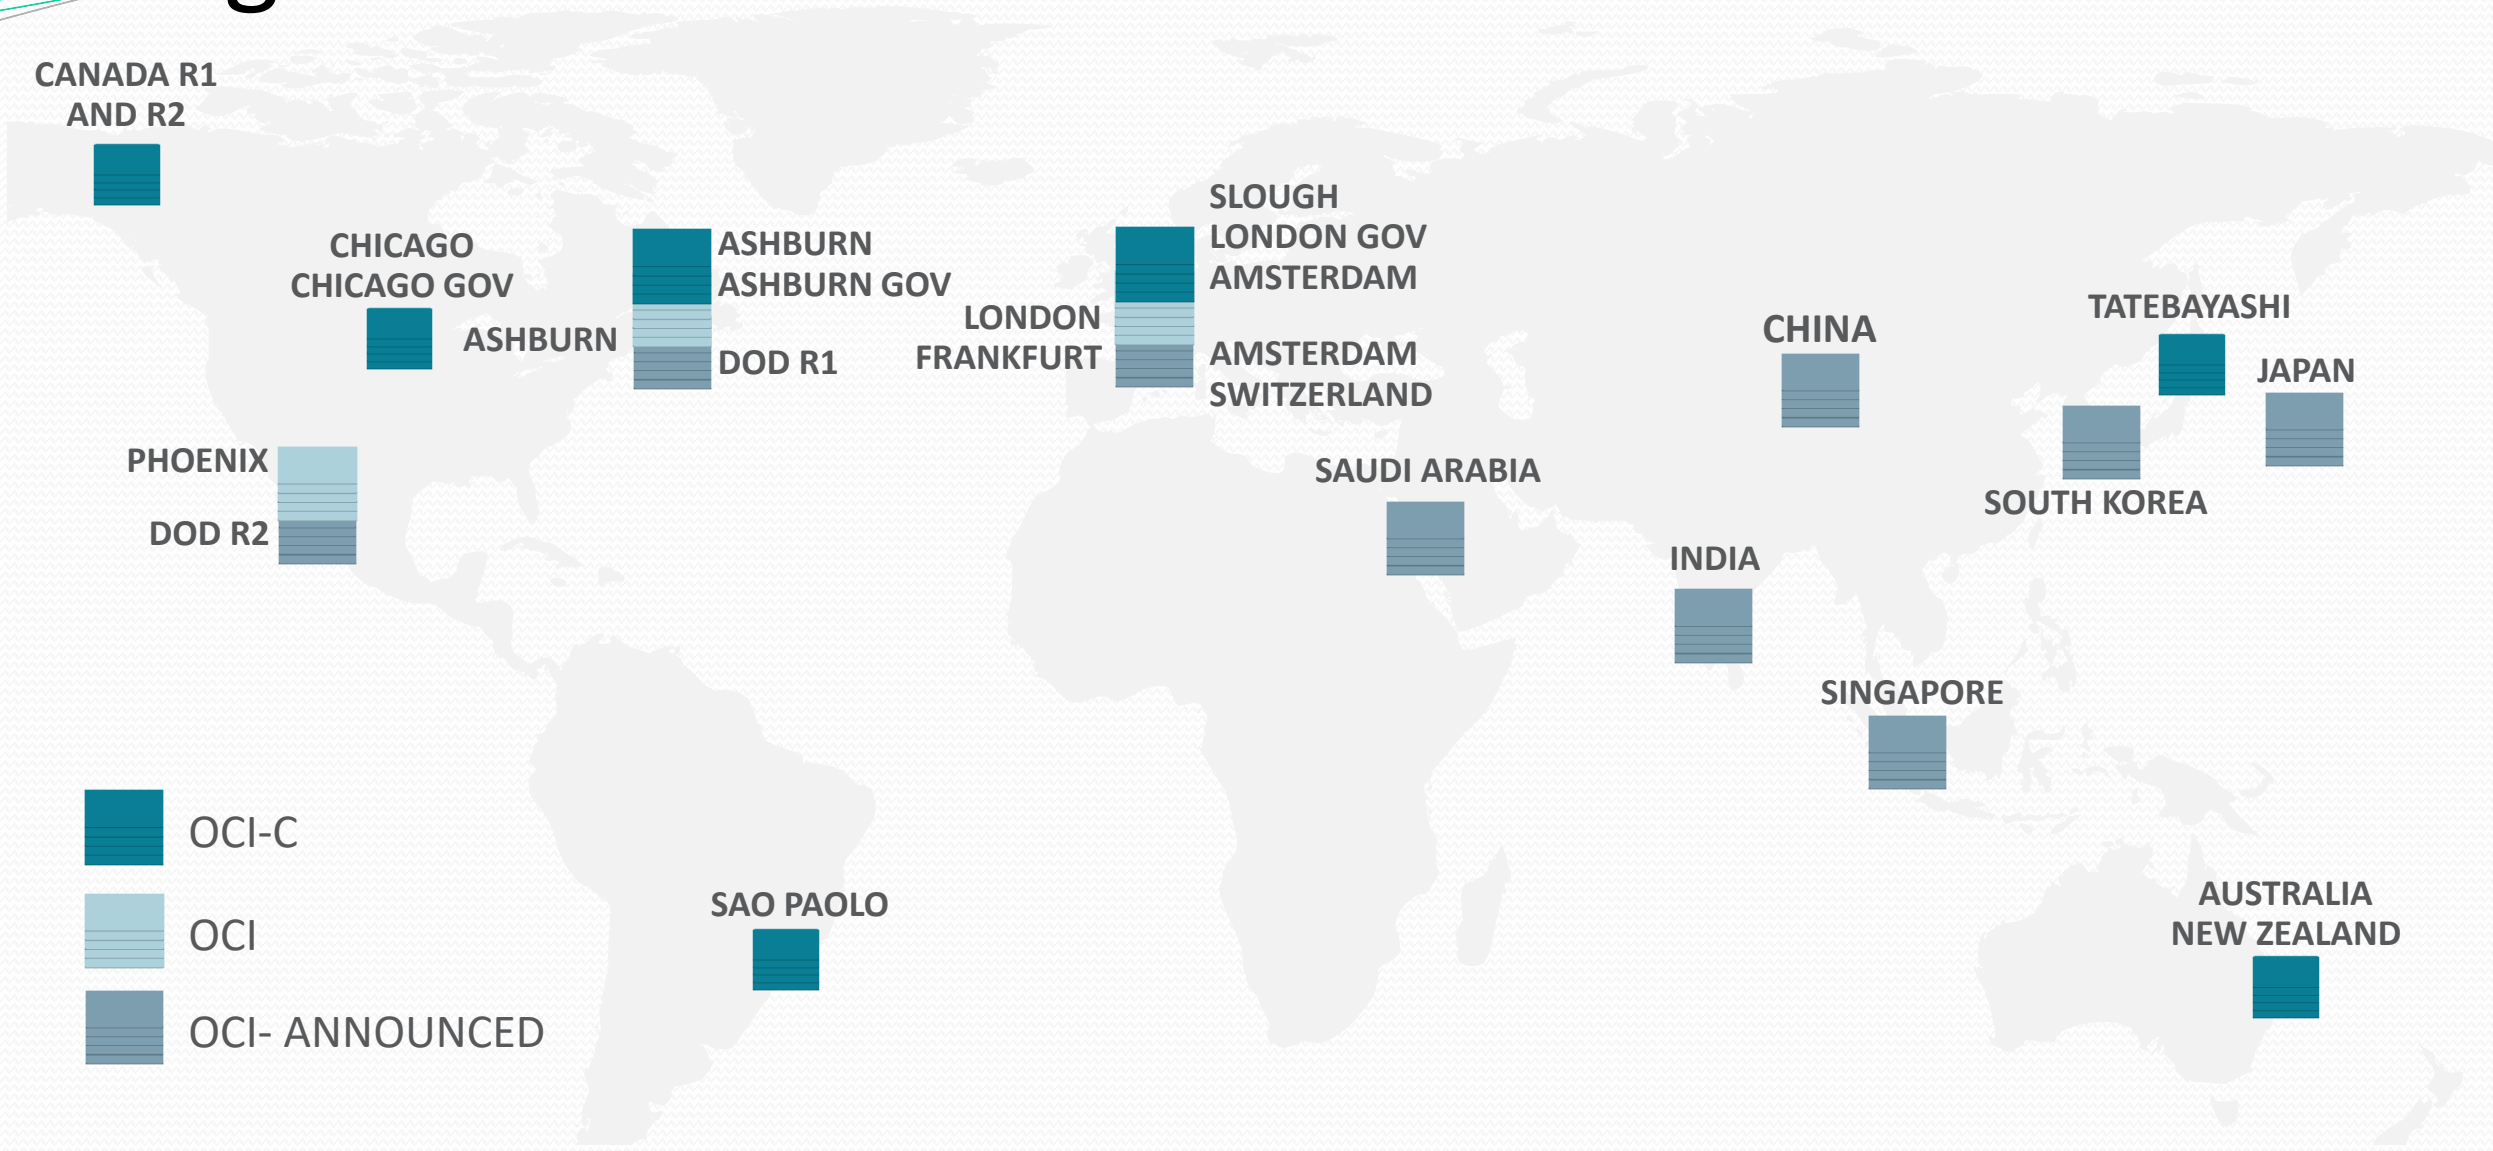 CANADA R1
AND R2
CHICAGO
CHICAGO GOV
ASHBURN
ASHBURN GOV
ASHBURN
DOD R1
PHOENIX
DOD R2
SLOUGH
LONDON GOV
AMSTERDAM
LONDON
FRANKFURT
AMSTERDAM
SWITZERLAND
SAUDI ARABIA
CHINA
INDIA
SINGAPORE
TATEBAYASHI
JAPAN
SOUTH KOREA
SAO PAOLO
AUSTRALIA
NEW ZEALAND
OCI-C
OCI
OCI- ANNOUNCED